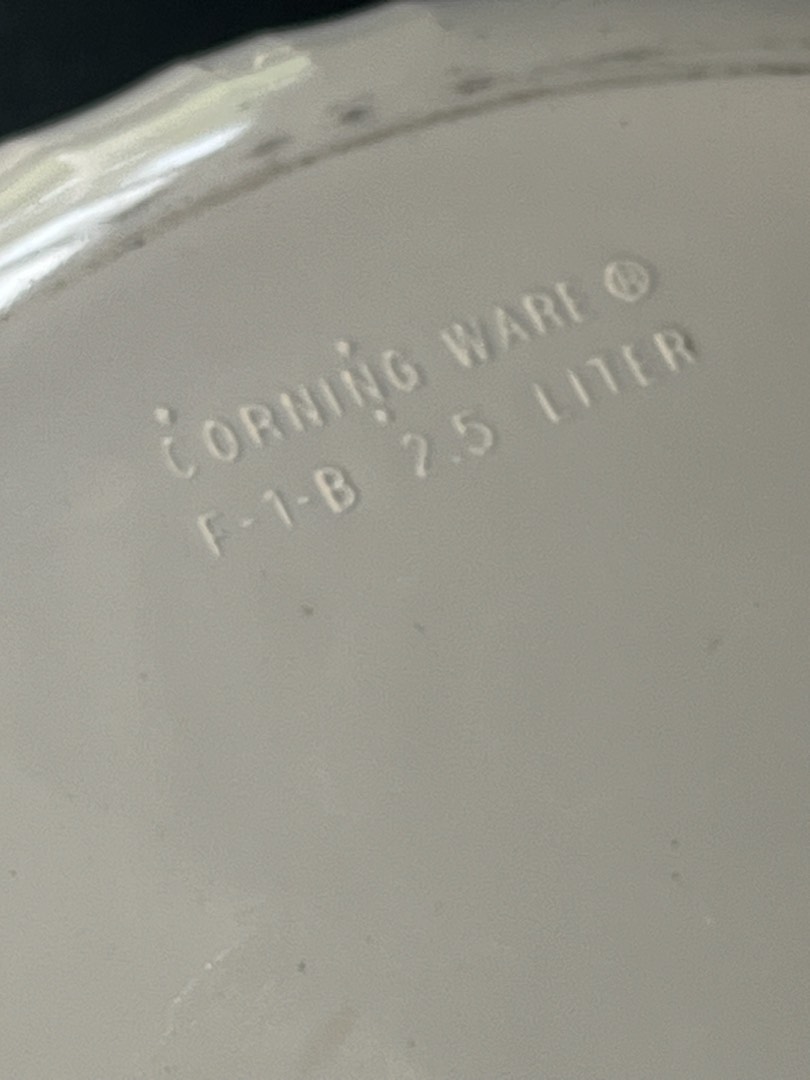 CORNING WARE ®
F-1-B 2.5 LITER